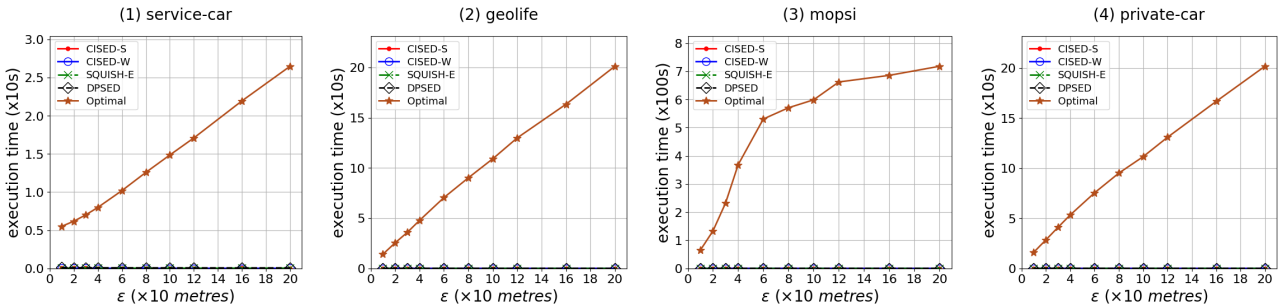 (1) service-car
execution time (x10s)
3.0
2.5
2.0
1.5
1.0
0.5
0.0
CISED-S
CISED-W
SQUISH-E
DPSED
Optimal
0 2 4 6 8 10 12 14 16 18 20
ε (×10 metres)
(2) geolife
execution time (x10s)
20
15
10
5
0
CISED-S
CISED-W
SQUISH-E
DPSED
Optimal
0 2 4 6 8 10 12 14 16 18 20
ε (×10 metres)
(3) mopsi
execution time (x100s)
8
7
6
5
4
3
2
1
0
CISED-S
CISED-W
SQUISH-E
DPSED
Optimal
0 2 4 6 8 10 12 14 16 18 20
ε (×10 metres)
(4) private-car
execution time (x10s)
20
15
10
5
0
CISED-S
CISED-W
SQUISH-E
DPSED
Optimal
0 2 4 6 8 10 12 14 16 18 20
ε (×10 metres)